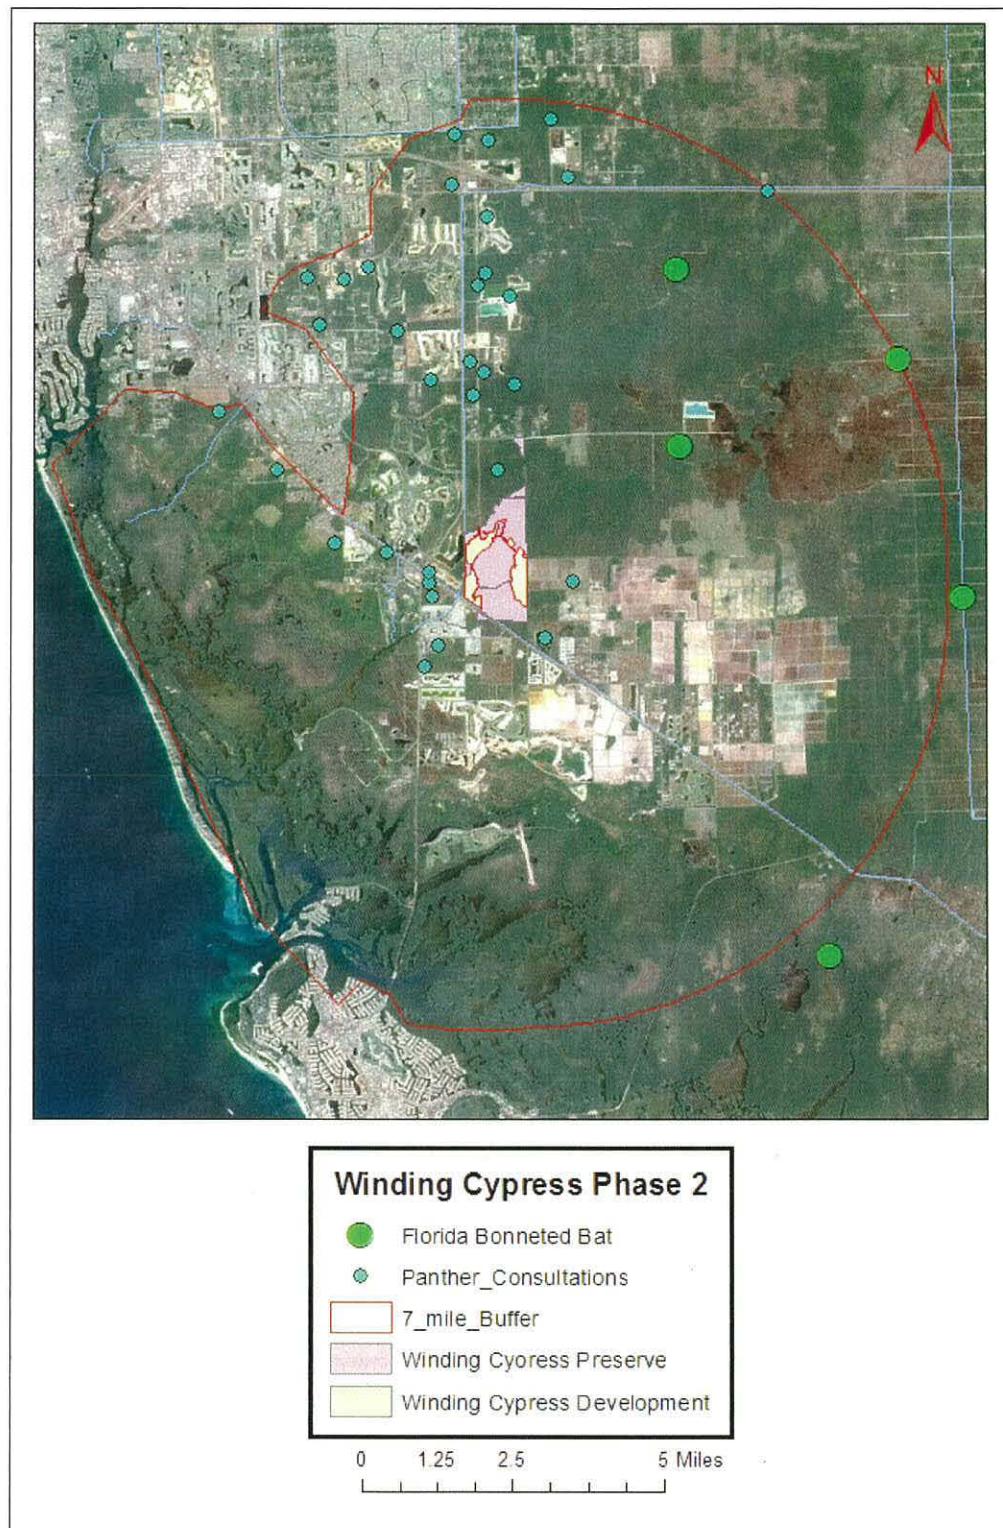 N
Winding Cypress Phase 2
Florida Bonneted Bat
Panther_Consultations
7_mile_Buffer
Winding Cyoress Preserve
Winding Cypress Development
0 1.25 2.5 5 Miles